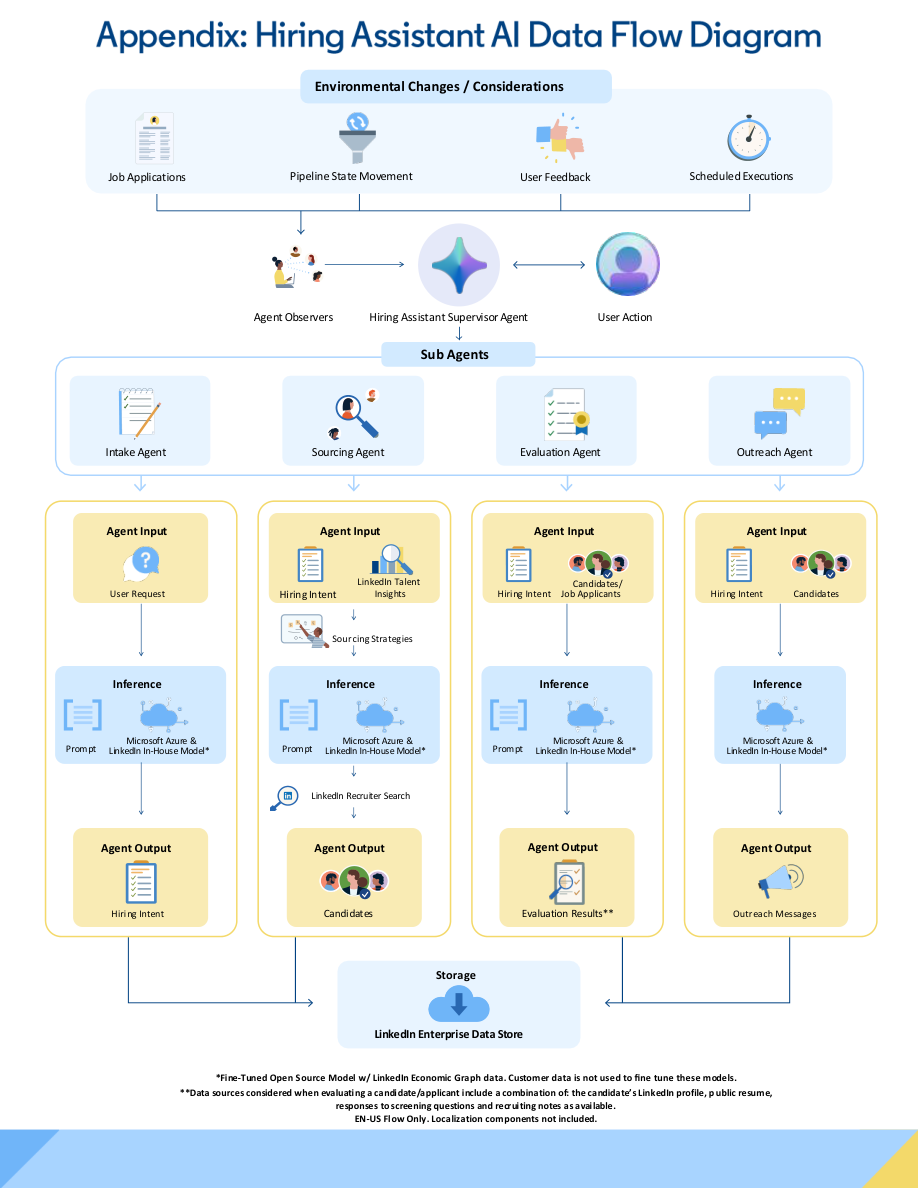 Appendix: Hiring Assistant AI Data Flow Diagram
Environmental Changes / Considerations
Job Applications
Pipeline State Movement
User Feedback
Scheduled Executions
Agent Observers
Hiring Assistant Supervisor Agent
User Action
Sub Agents
Intake Agent
Sourcing Agent
Evaluation Agent
Outreach Agent
Agent Input
?
User Request
Inference
Prompt
Microsoft Azure &
LinkedIn In-House Model*
Agent Output
Hiring Intent
Agent Input
Hiring Intent
LinkedIn Talent
Insights
Sourcing Strategies
Inference
Prompt
Microsoft Azure &
LinkedIn In-House Model*
in
LinkedIn Recruiter Search
Agent Output
Candidates
Agent Input
Hiring Intent
Candidates/
Job Applicants
Inference
Prompt
Microsoft Azure &
LinkedIn In-House Model*
Agent Output
Evaluation Results**
Agent Input
Hiring Intent
Candidates
Inference
Microsoft Azure &
LinkedIn In-House Model*
Agent Output
Outreach Messages
Storage
LinkedIn Enterprise Data Store
*Fine-Tuned Open Source Model w/ LinkedIn Economic Graph data. Customer data is not used to fine tune these models.
**Data sources considered when evaluating a candidate/applicant include a combination of: the candidate's LinkedIn profile, public resume,
responses to screening questions and recruiting notes as available.
EN-US Flow Only. Localization components not included.